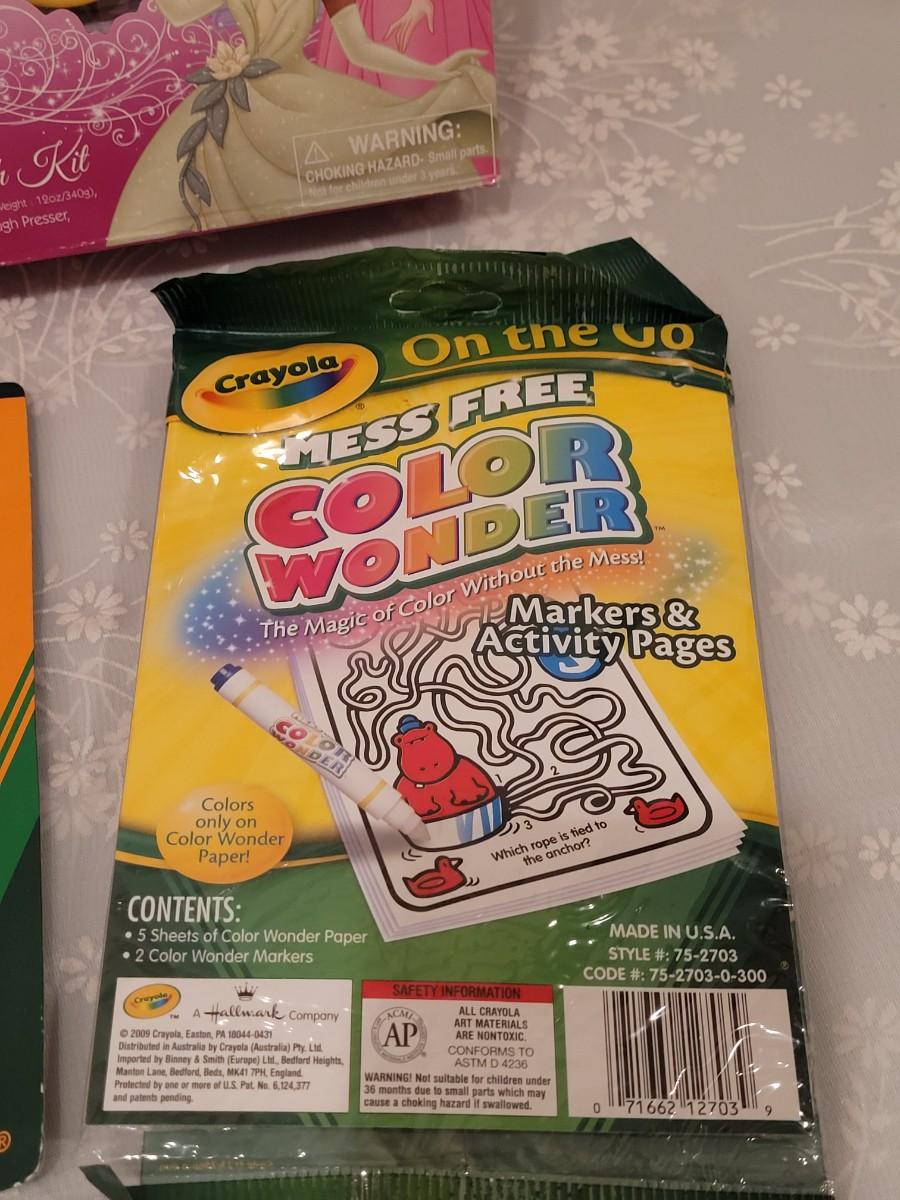 WARNING:
CHOKING HAZARD- Small parts.
Not for children under 3 years.
Kit
Weight : 12oz/340g),
Presser,
On the Go
Crayola
®
MESS FREE
COLOR
WONDER™
The Magic of Color Without the Mess!
Markers &
Activity Pages
COLOR
WONDER
1
2
3
Which rope is tied to
the anchor?
Colors
only on
Color Wonder
Paper!
CONTENTS:
• 5 Sheets of Color Wonder Paper
• 2 Color Wonder Markers
MADE IN U.S.A.
STYLE #: 75-2703
CODE #: 75-2703-0-300
Crayola™
A Hallmark Company
© 2009 Crayola, Easton, PA 18044-0431
Distributed in Australia by Crayola (Australia) Pty. Ltd.
Imported by Binney & Smith (Europe) Ltd., Bedford Heights,
Manton Lane, Bedford, Beds, MK41 7PH, England.
Protected by one or more of U.S. Pat. No. 6,124,377
and patents pending.
SAFETY INFORMATION
ACMI
AP
ALL CRAYOLA
ART MATERIALS
ARE NONTOXIC.
CONFORMS TO
ASTM D 4236
WARNING! Not suitable for children under
36 months due to small parts which may
cause a choking hazard if swallowed.
0 71662 12703 9
®